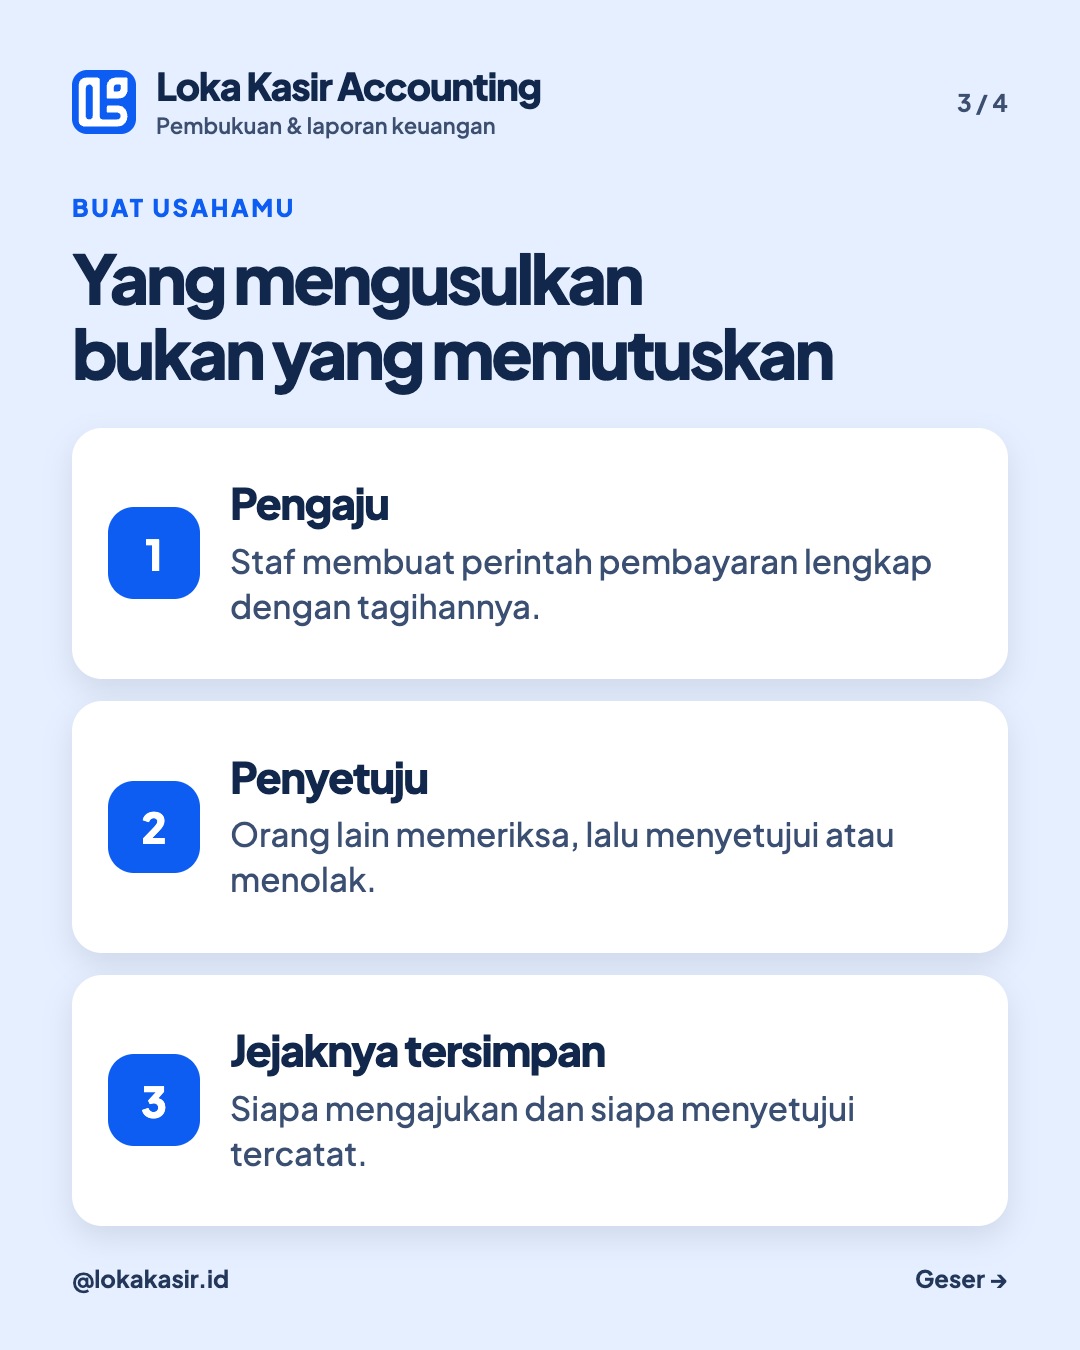 Loka Kasir Accounting
Pembukuan & laporan keuangan
3 / 4
BUAT USAHAMU
Yang mengusulkan
bukan yang memutuskan
1
Pengaju
Staf membuat perintah pembayaran lengkap
dengan tagihannya.
2
Penyetuju
Orang lain memeriksa, lalu menyetujui atau
menolak.
3
Jejaknya tersimpan
Siapa mengajukan dan siapa menyetujui
tercatat.
@lokakasir.id
Geser →